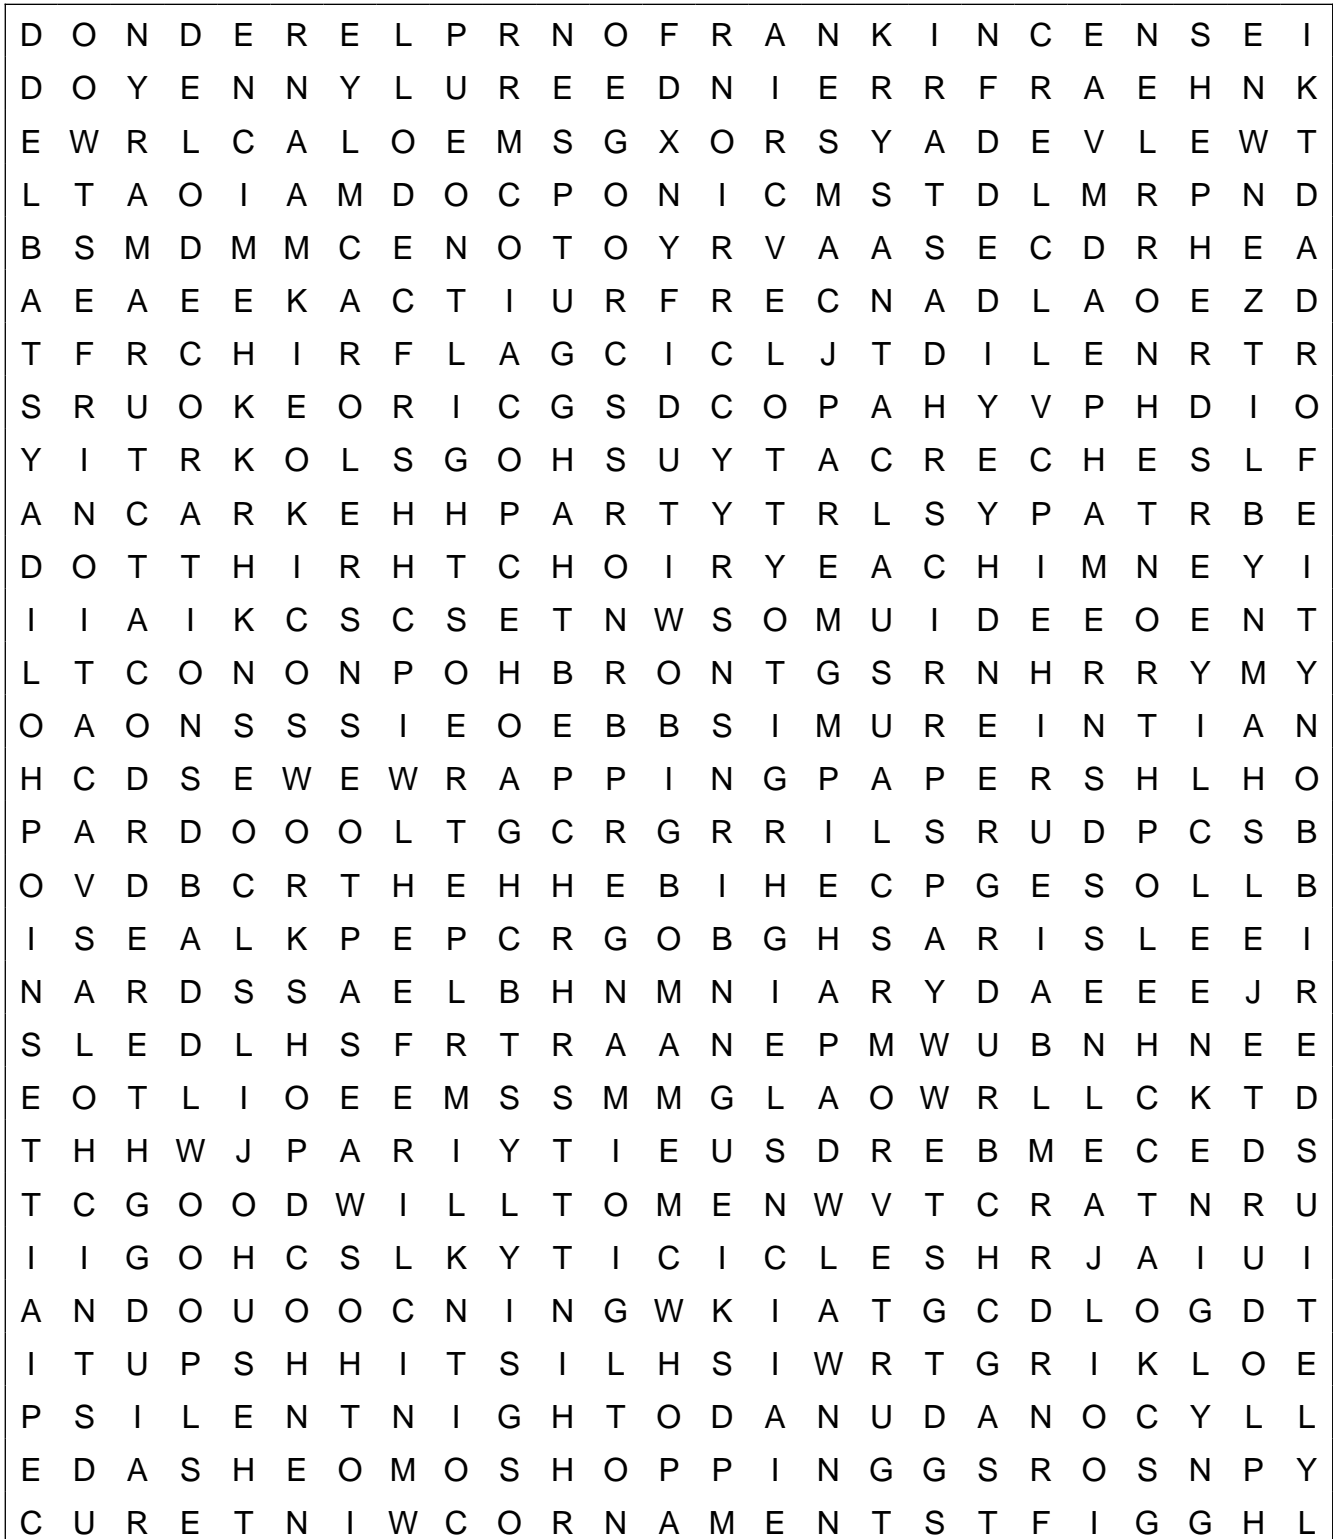 D O N D E R E L P R N O F R A N K I N C E N S E I
D O Y E N N Y L U R E E D N I E R R F R A E H N K
E W R L C A L O E M S G X O R S Y A D E V L E W T
L T A O I A M D O C P O N I C M S T D L M R P N D
B S M D M M C E N O T O Y R V A A S E C D R H E A
A E A E E K A C T I U R F R E C N A D L A O E Z D
T F R C H I R F L A G C I C L J T D I L E N R T R
S R U O K E O R I C G S D C O P A H Y V P H D I O
Y I T R K O L S G O H S U Y T A C R E C H E S L F
A N C A R K E H H P A R T Y T R L S Y P A T R B E
D O T T H I R H T C H O I R Y E A C H I M N E Y I
I I A I K C S C S E T N W S O M U I D E E O E N T
L T C O N O N P O H B R O N T G S R N H R R Y M Y
O A O N S S S I E O E B B S I M U R E I N T I A N
H C D S E W E W R A P P I N G P A P E R S H L H O
P A R D O O O L T G C R G R R I L S R U D P C S B
O V D B C R T H E H H E B I H E C P G E S O L L B
I S E A L K P E P C R G O B G H S A R I S L E E I
N A R D S S A E L B H N M N I A R Y D A E E E J R
S L E D L H S F R T R A A N E P M W U B N H N E E
E O T L I O E E M S S M M G L A O W R L L C K T D
T H H W J P A R I Y T I E U S D R E B M E C E D S
T C G O O D W I L L T O M E N W V T C R A T N R U
I I G O H C S L K Y T I C I C L E S H R J A I U I
A N D O U O O C N I N G W K I A T G C D L O G D T
I T U P S H H I T S I L H S I W R T G R I K L O E
P S I L E N T N I G H T O D A N U D A N O C Y L L
E D A S H E O M O S H O P P I N G G S R O S N P Y
C U R E T N I W C O R N A M E N T S T F I G G H L